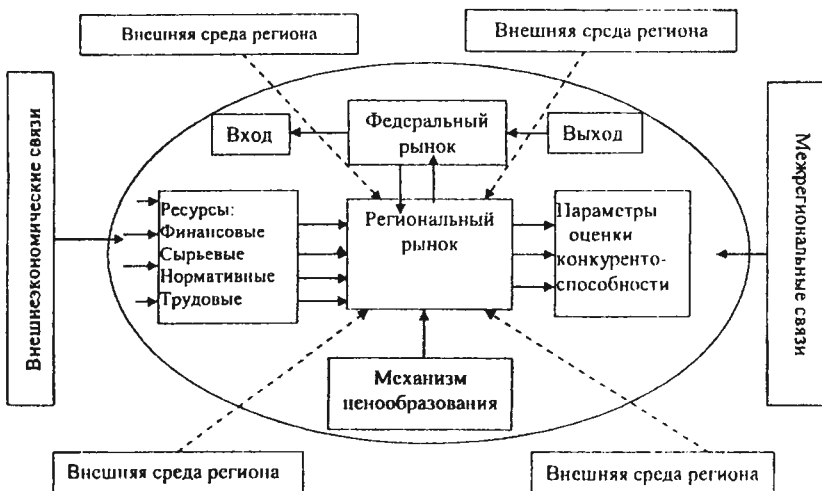 Внешняя среда региона
Внешняя среда региона
Внешнеэкономические связи
Межрегиональные связи
Вход
Федеральный
рынок
Выход
Ресурсы:
Финансовые
Сырьевые
Нормативные
Трудовые
Региональный
рынок
Параметры
оценки
конкуренто-
способности
Механизм
ценообразования
Внешняя среда региона
Внешняя среда региона